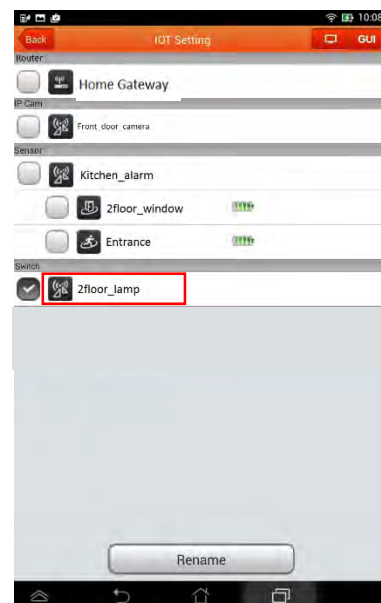 10:08
Back
IOT Setting
GUI
Router
Home Gateway
IP Cam
Front_door_camera
Sensor
Kitchen_alarm
2floor_window
Entrance
Switch
2floor_lamp
Rename